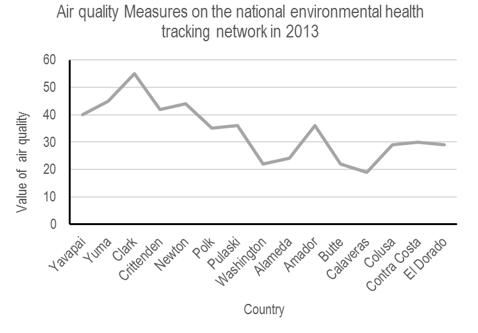 Air quality Measures on the national environmental health
tracking network in 2013
Value of air quality
60
50
40
30
20
10
0
Yavapai
Yuma
Clark
Crittenden
Newton
Polk
Pulaski
Washington
Alameda
Amador
Butte
Calaveras
Colusa
Contra Costa
El Dorado
Country